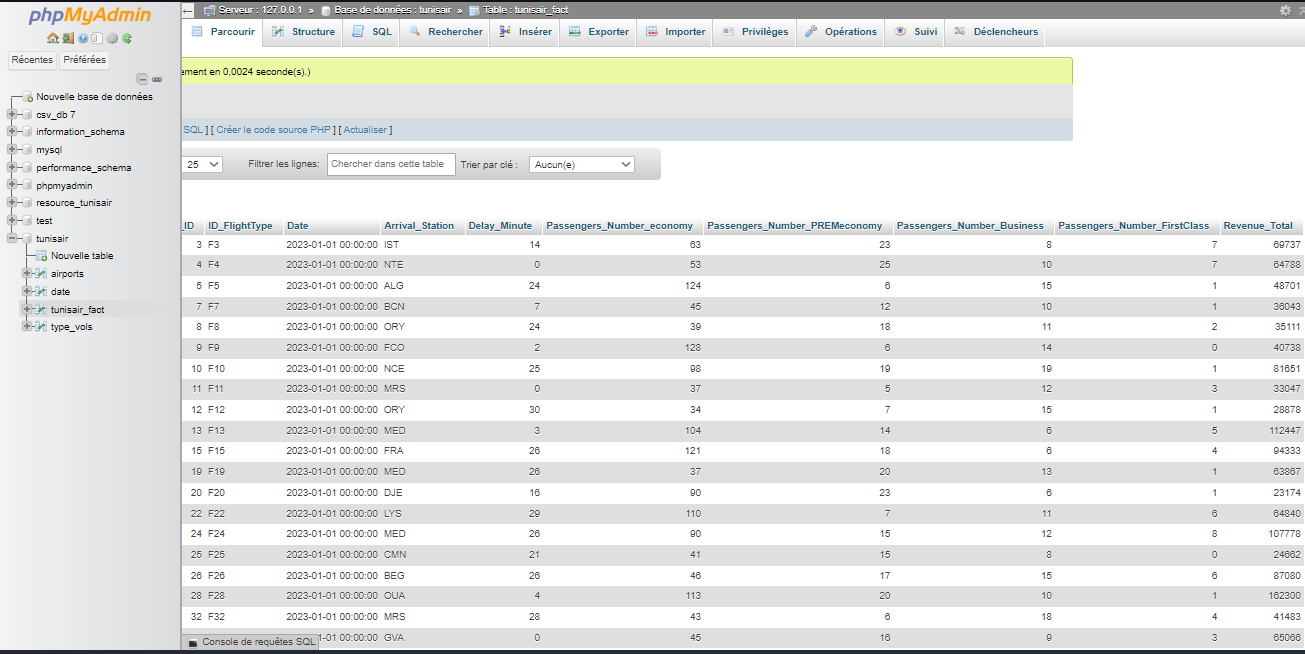 phpMyAdmin
Récentes Préférées
Nouvelle base de données
csv_db 7
information_schema
mysql
performance_schema
phpmyadmin
resource_tunisair
test
tunisair
Nouvelle table
airports
date
tunisair_fact
type_vols
Serveur : 127.0.0.1 » Base de données : tunisair » Table : tunisair_fact
Parcourir Structure SQL Rechercher Insérer Exporter Importer Privilèges Opérations Suivi Déclencheurs
ement en 0,0024 seconde(s).)
SQL ] [ Créer le code source PHP ] [ Actualiser ]
25 Filtrer les lignes: Chercher dans cette table Trier par clé : Aucun(e)
_ID ID_FlightType Date Arrival_Station Delay_Minute Passengers_Number_economy Passengers_Number_PREMeconomy Passengers_Number_Business Passengers_Number_FirstClass Revenue_Total
3 F3 2023-01-01 00:00:00 IST 14 63 23 8 7 69737
4 F4 2023-01-01 00:00:00 NTE 0 53 25 10 7 64788
5 F5 2023-01-01 00:00:00 ALG 24 124 6 15 1 48701
7 F7 2023-01-01 00:00:00 BCN 7 45 12 10 1 36043
8 F8 2023-01-01 00:00:00 ORY 24 39 18 11 2 35111
9 F9 2023-01-01 00:00:00 FCO 2 128 6 14 0 40738
10 F10 2023-01-01 00:00:00 NCE 25 98 19 19 1 81651
11 F11 2023-01-01 00:00:00 MRS 0 37 5 12 3 33047
12 F12 2023-01-01 00:00:00 ORY 30 34 7 15 1 28878
13 F13 2023-01-01 00:00:00 MED 3 104 14 6 5 112447
15 F15 2023-01-01 00:00:00 FRA 26 121 18 6 4 94333
19 F19 2023-01-01 00:00:00 MED 26 37 20 13 1 63867
20 F20 2023-01-01 00:00:00 DJE 16 90 23 6 1 23174
22 F22 2023-01-01 00:00:00 LYS 29 110 7 11 6 64840
24 F24 2023-01-01 00:00:00 MED 26 90 15 12 8 107778
25 F25 2023-01-01 00:00:00 CMN 21 41 15 8 0 24662
26 F26 2023-01-01 00:00:00 BEG 26 46 17 15 6 87080
28 F28 2023-01-01 00:00:00 OUA 4 113 20 10 1 162300
32 F32 2023-01-01 00:00:00 MRS 28 43 6 18 4 41483
Console de requêtes SQL 1-01 00:00:00 GVA 0 45 16 9 3 65066